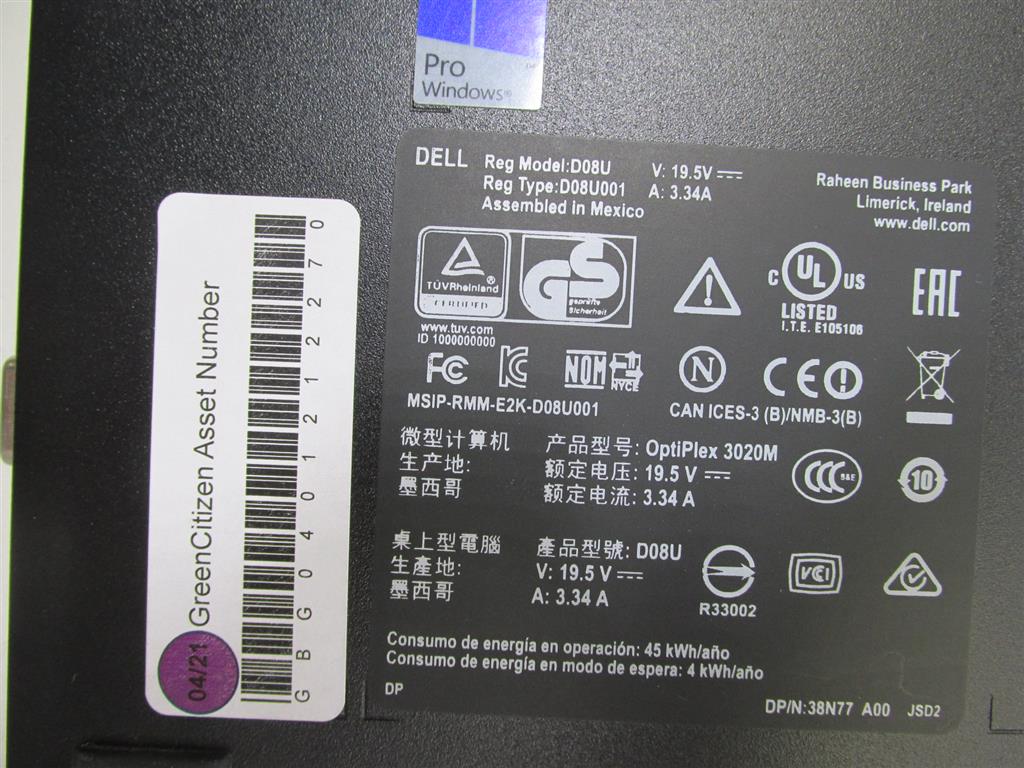 Pro
Windows®
DELL
Reg Model:D08U
Reg Type:D08U001
Assembled in Mexico
V: 19.5V
A: 3.34A
Raheen Business Park
Limerick, Ireland
www.dell.com
TÜVRheinland®
CERTIFIED
GS
geprüfte
Sicherheit
www.tuv.com
ID 1000000000
C UL US
LISTED
I.T.E. E105106
EAC
FC
KC
NOM
NYCE
N
CE
MSIP-RMM-E2K-D08U001
CAN ICES-3 (B)/NMB-3(B)
微型计算机
生产地:
墨西哥
产品型号: OptiPlex 3020M
额定电压: 19.5 V
额定电流: 3.34 A
CCC S&E
10
桌上型電腦
生產地:
墨西哥
產品型號: D08U
V: 19.5 V
A: 3.34 A
R33002
VCI
Consumo de energía en operación: 45 kWh/año
Consumo de energía en modo de espera: 4 kWh/año
DP
DP/N:38N77 A00 JSD2
04/21
GreenCitizen Asset Number
GBG04012122270